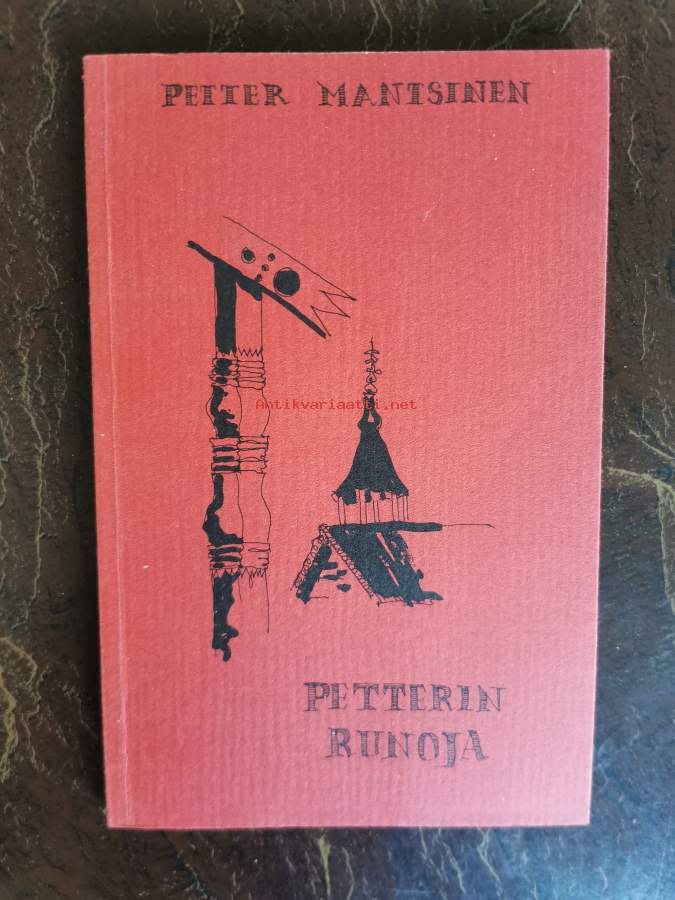 PETTER MANTSINEN
Antikvariaatti.net
PETTERIN
RUNOJA